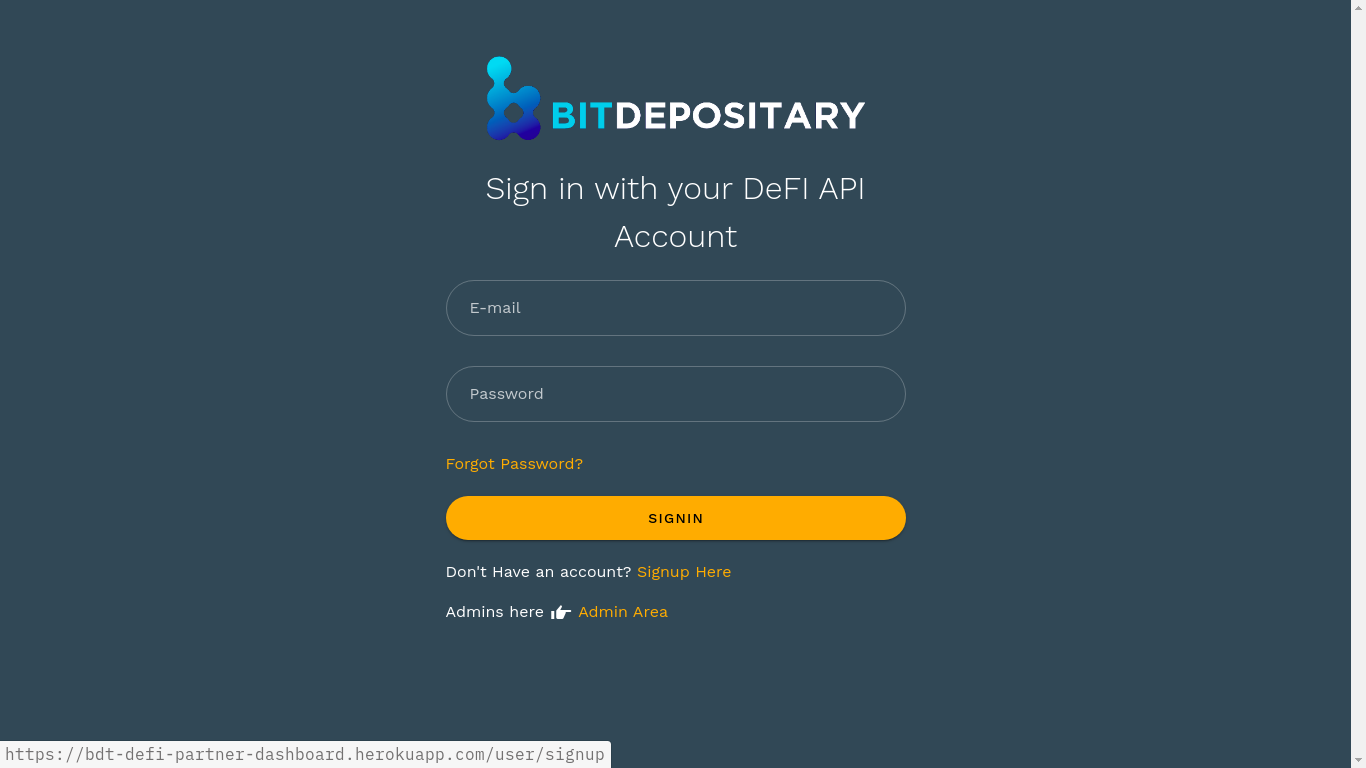 BITDEPOSITARY
Sign in with your DeFI API
Account
E-mail
Password
Forgot Password?
SIGNIN
Don't Have an account? Signup Here
Admins here Admin Area
https://bdt-defi-partner-dashboard.herokuapp.com/user/signup